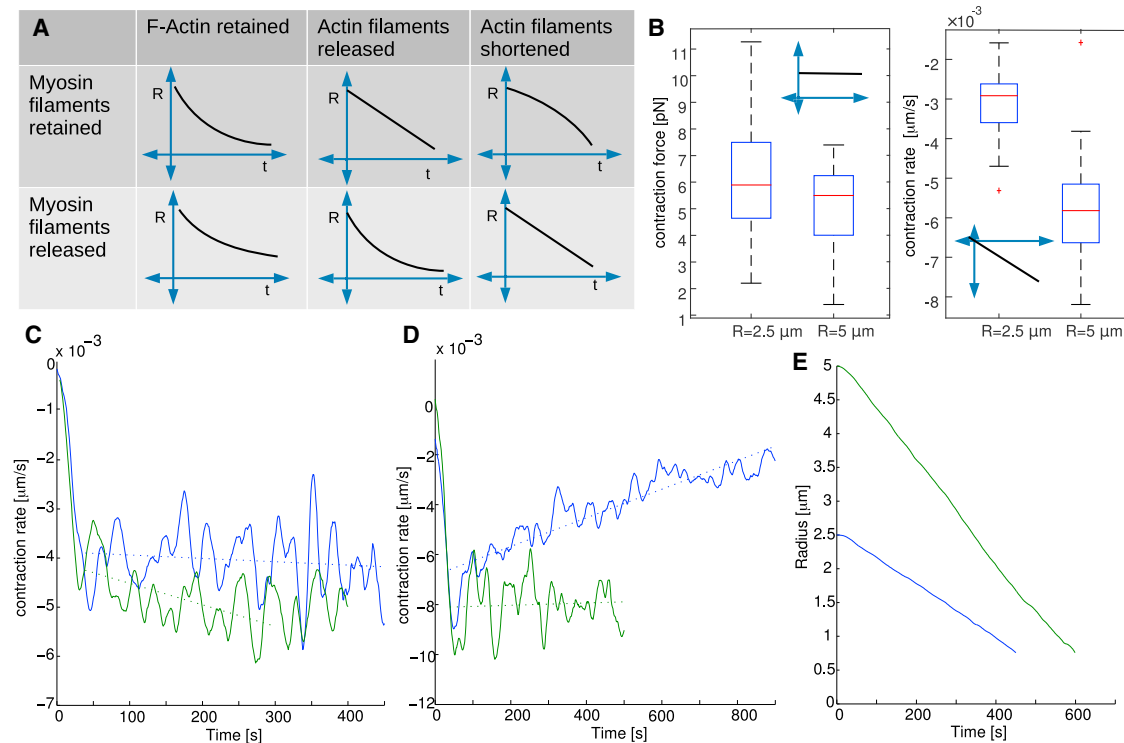 A
F-Actin retained
Actin filaments
released
Actin filaments
shortened
Myosin
filaments
retained
R
t
R
t
R
t
Myosin
filaments
released
R
t
R
t
R
t
B
contraction force [pN]
11
10
9
8
7
6
5
4
3
2
1
R=2.5 µm
R=5 µm
×10⁻³
contraction rate [µm/s]
-2
-3
-4
-5
-6
-7
-8
R=2.5 µm
R=5 µm
C
x 10⁻³
contraction rate [µm/s]
0
−1
−2
−3
−4
−5
−6
−7
0
100
200
300
400
Time [s]
D
x 10⁻³
contraction rate [µm/s]
0
−2
−4
−6
−8
−10
−12
0
200
400
600
800
Time [s]
E
Radius [µm]
5
4.5
4
3.5
3
2.5
2
1.5
1
0.5
0
0
200
400
600
Time [s]